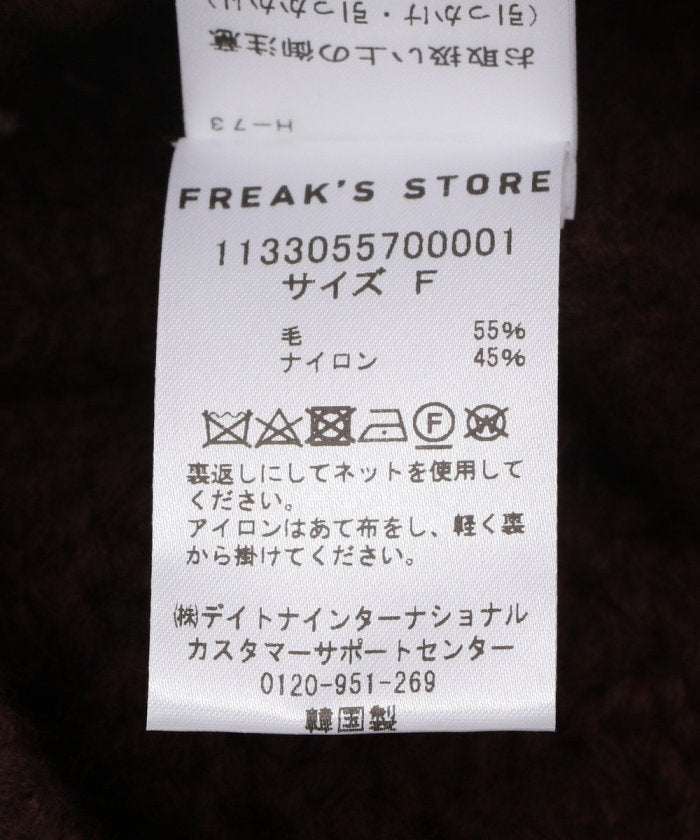 （引っかけ・引っかかり）
お取扱い上の御注意
H－73
FREAK'S STORE
1133055700001
サイズ F
毛 55%
ナイロン 45%
F W
裏返しにしてネットを使用して
ください。
アイロンはあて布をし、軽く裏
から掛けてください。
㈱デイトナインターナショナル
カスタマーサポートセンター
0120-951-269